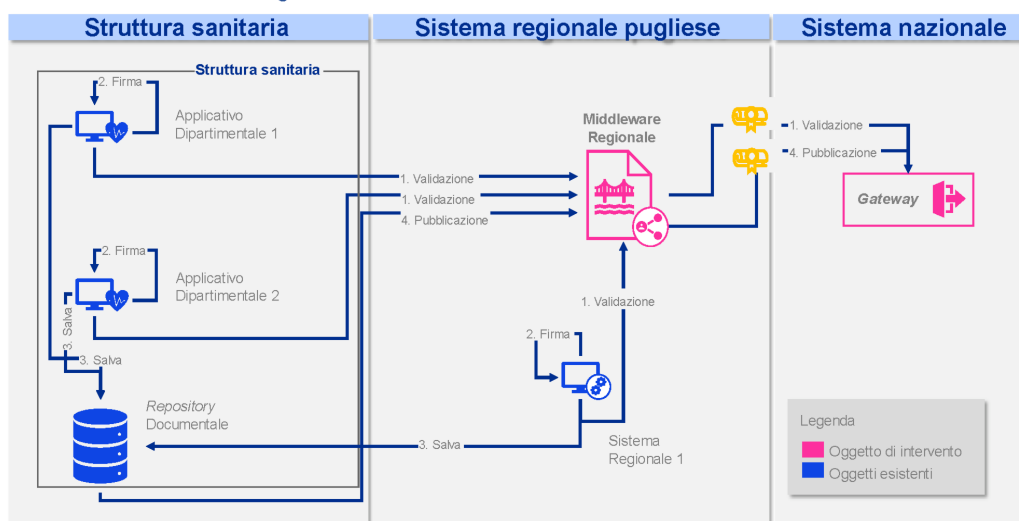 Struttura sanitaria
Sistema regionale pugliese
Sistema nazionale
Struttura sanitaria
2. Firma
Applicativo
Dipartimentale 1
Middleware
Regionale
1. Validazione
4. Pubblicazione
1. Validazione
1. Validazione
4. Pubblicazione
Gateway
2. Firma
Applicativo
Dipartimentale 2
1. Validazione
3. Salva
2. Firma
3. Salva
Repository
Documentale
3. Salva
Sistema
Regionale 1
Legenda
Oggetto di intervento
Oggetti esistenti